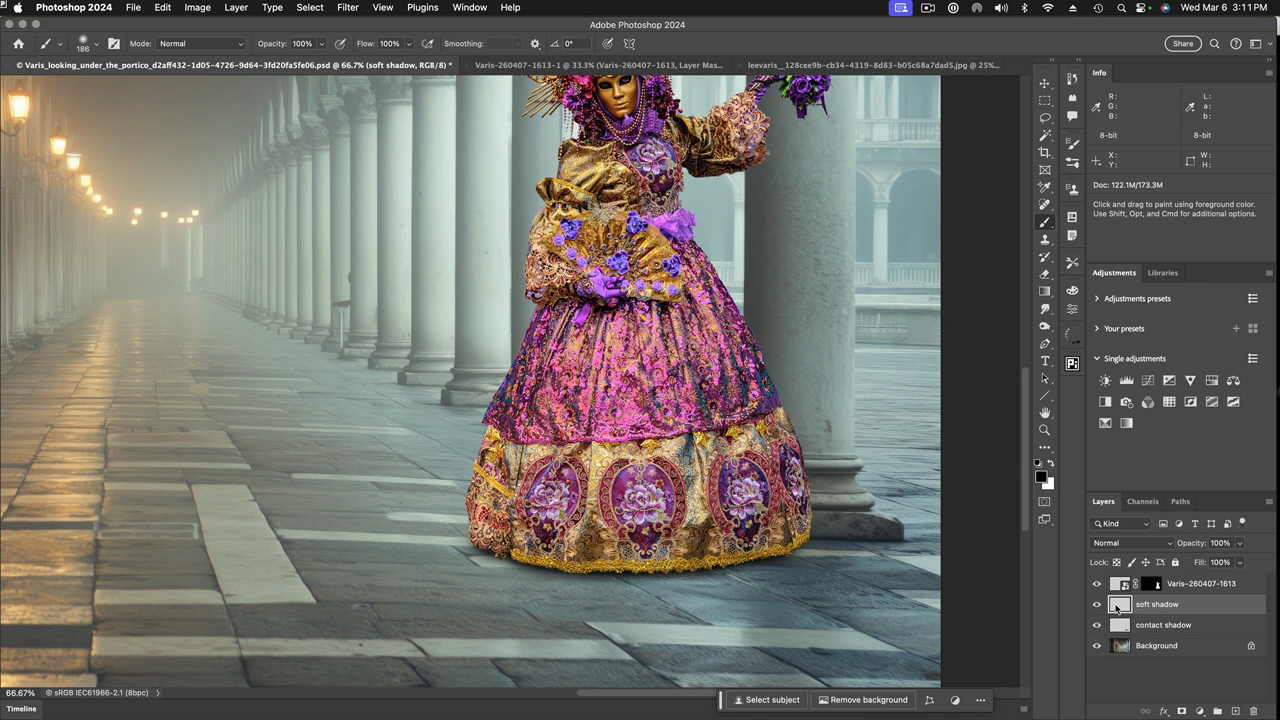 Photoshop 2024 File Edit Image Layer Type Select Filter View Plugins Window Help Wed Mar 6 3:11 PM
Adobe Photoshop 2024
186 Mode: Normal Opacity: 100% Flow: 100% Smoothing: 0° Share
© Varis_looking_under_the_portico_d2aff432-1d05-4726-9d64-3fd20fa5fe06.psd @ 66.7% (soft shadow, RGB/8) * Varis-260407-1613-1 @ 33.3% (Varis-260407-1613, Layer Mas... leevaris__128cee9b-cb34-4319-8d83-b05c68a7dad5.jpg @ 25%...
Info
R: L:
G: a:
B: b:
8-bit 8-bit
X: W:
Y: H:
Doc: 122.1M/173.3M
Click and drag to paint using foreground color.
Use Shift, Opt, and Cmd for additional options.
Adjustments Libraries
Adjustments presets
Your presets
Single adjustments
Layers Channels Paths
Kind
Normal Opacity: 100%
Lock: Fill: 100%
Varis-260407-1613
soft shadow
contact shadow
Background
66.67% © sRGB IEC61966-2.1 (8bpc)
Select subject Remove background
Timeline